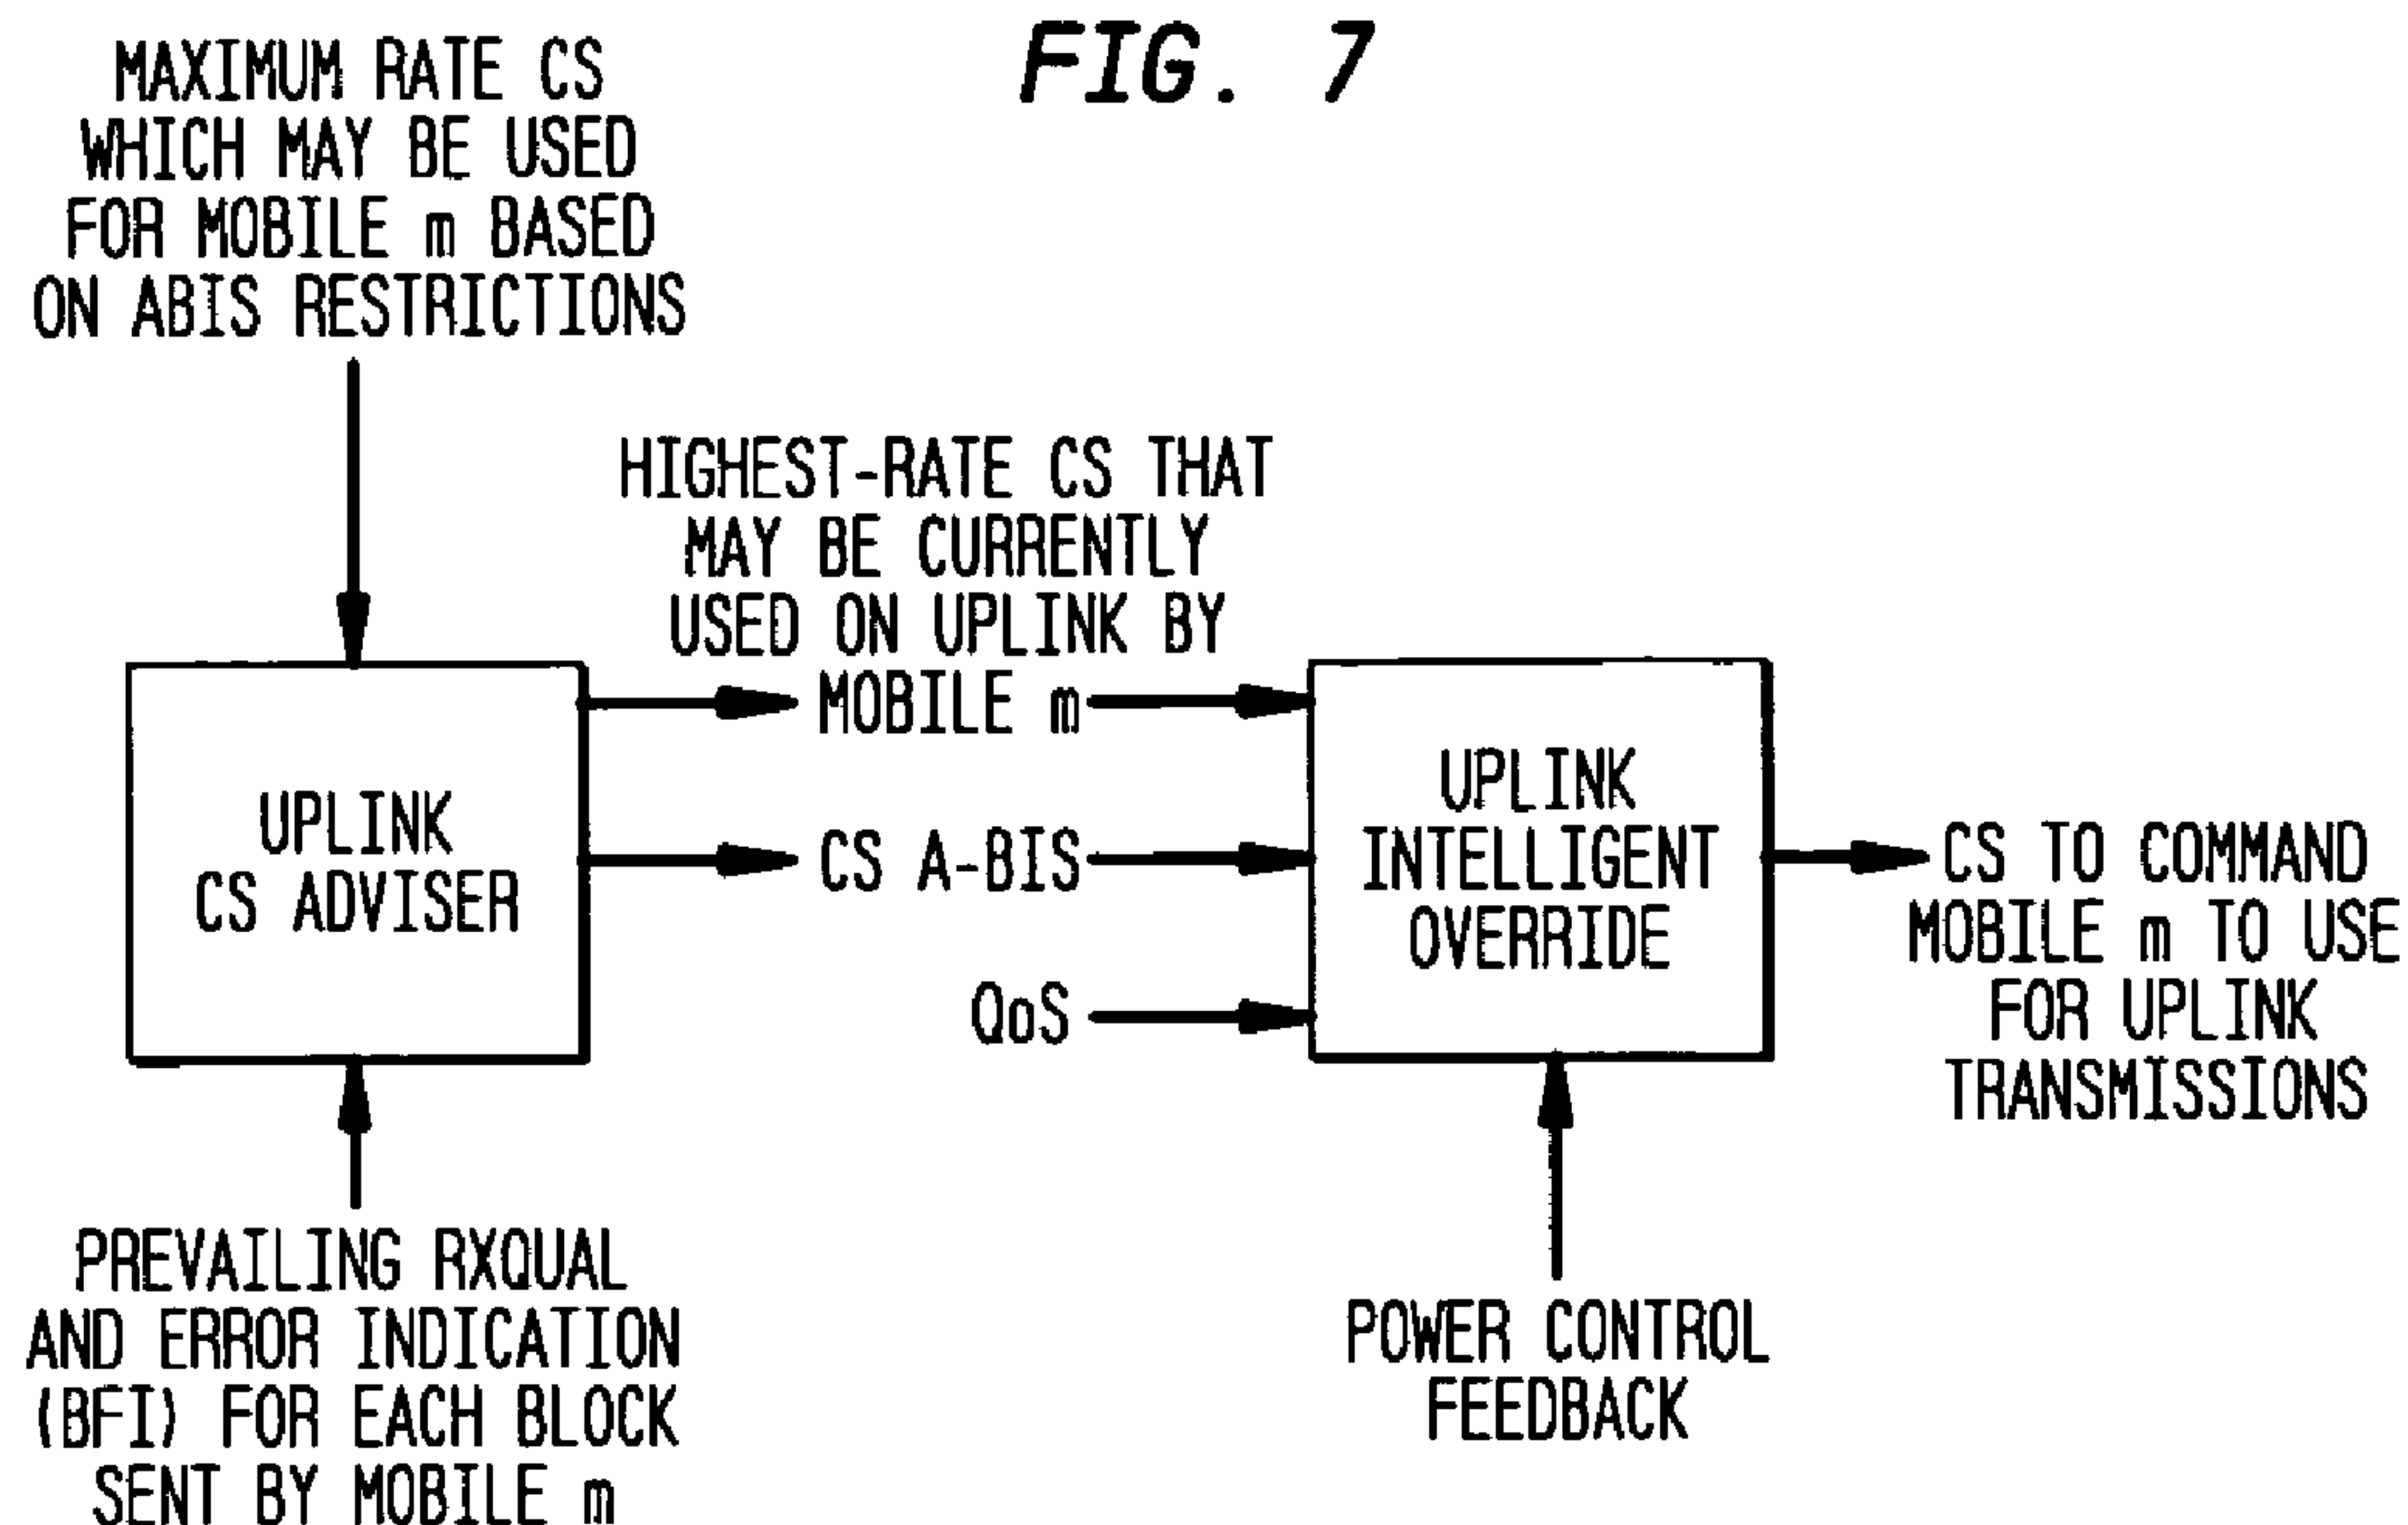 FIG. 7
MAXIMUM RATE CS
WHICH MAY BE USED
FOR MOBILE m BASED
ON ABIS RESTRICTIONS
HIGHEST-RATE CS THAT
MAY BE CURRENTLY
USED ON UPLINK BY
MOBILE m
UPLINK
CS ADVISER
CS A-BIS
QoS
UPLINK
INTELLIGENT
OVERRIDE
CS TO COMMAND
MOBILE m TO USE
FOR UPLINK
TRANSMISSIONS
PREVAILING RXQUAL
AND ERROR INDICATION
(BFI) FOR EACH BLOCK
SENT BY MOBILE m
POWER CONTROL
FEEDBACK